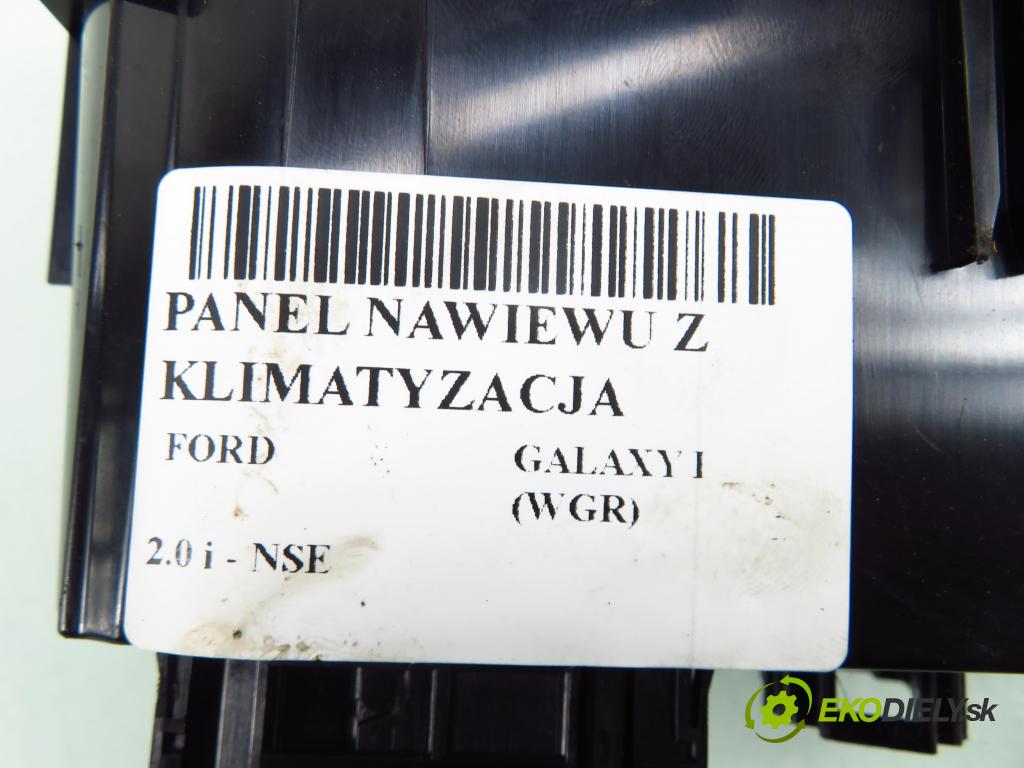 PANEL NAWIEWU Z
KLIMATYZACJA
FORD GALAXY I
(WGR)
2.0 i - NSE
EKODIELY.sk